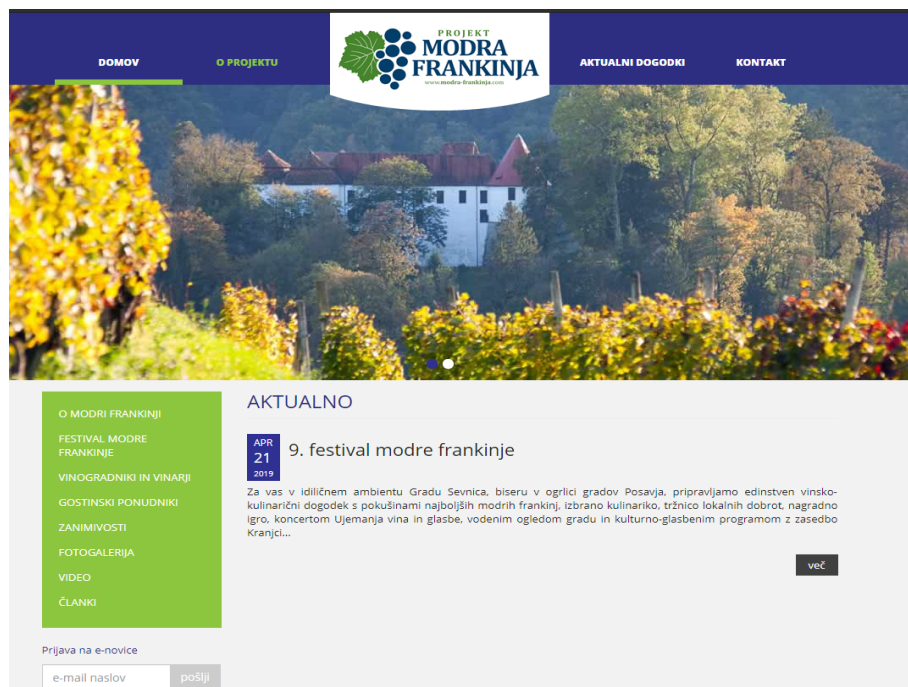 DOMOV
O PROJEKTU
PROJEKT
MODRA
FRANKINJA
www.modra-frankinja.com
AKTUALNI DOGODKI
KONTAKT
O MODRI FRANKINJI
FESTIVAL MODRE
FRANKINJE
VINOGRADNIKI IN VINARJI
GOSTINSKI PONUDNIKI
ZANIMIVOSTI
FOTOGALERIJA
VIDEO
ČLANKI
Prijava na e-novice
e-mail naslov
pošlji
AKTUALNO
APR
21
2019
9. festival modre frankinje
Za vas v idiličnem ambientu Gradu Sevnica, biseru v ogrlici gradov Posavja, pripravljamo edinstven vinsko-
kulinarični dogodek s pokušinami najboljših modrih frankinj, izbrano kulinariko, tržnico lokalnih dobrot, nagradno
igro, koncertom Ujemanja vina in glasbe, vodenim ogledom gradu in kulturno-glasbenim programom z zasedbo
Kranjci...
več